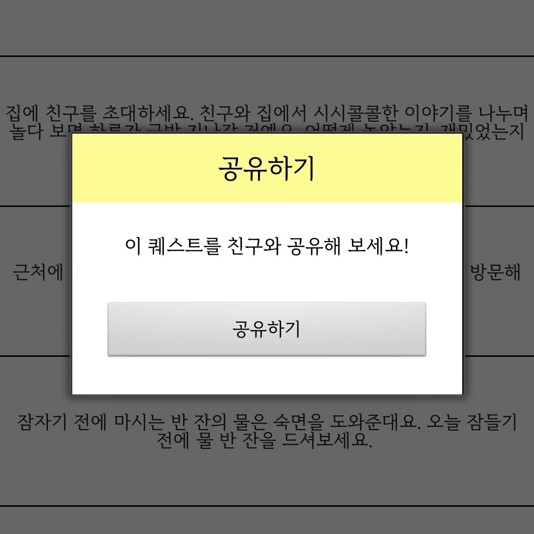 집에 친구를 초대하세요. 친구와 집에서 시시콜콜한 이야기를 나누며
놀다 보면 하루가 금방 지나갈 거예요. 어떻게 놀았는지, 재밌었는지
공유하기
이 퀘스트를 친구와 공유해 보세요!
근처에
방문해
공유하기
잠자기 전에 마시는 반 잔의 물은 숙면을 도와준대요. 오늘 잠들기
전에 물 반 잔을 드셔보세요.